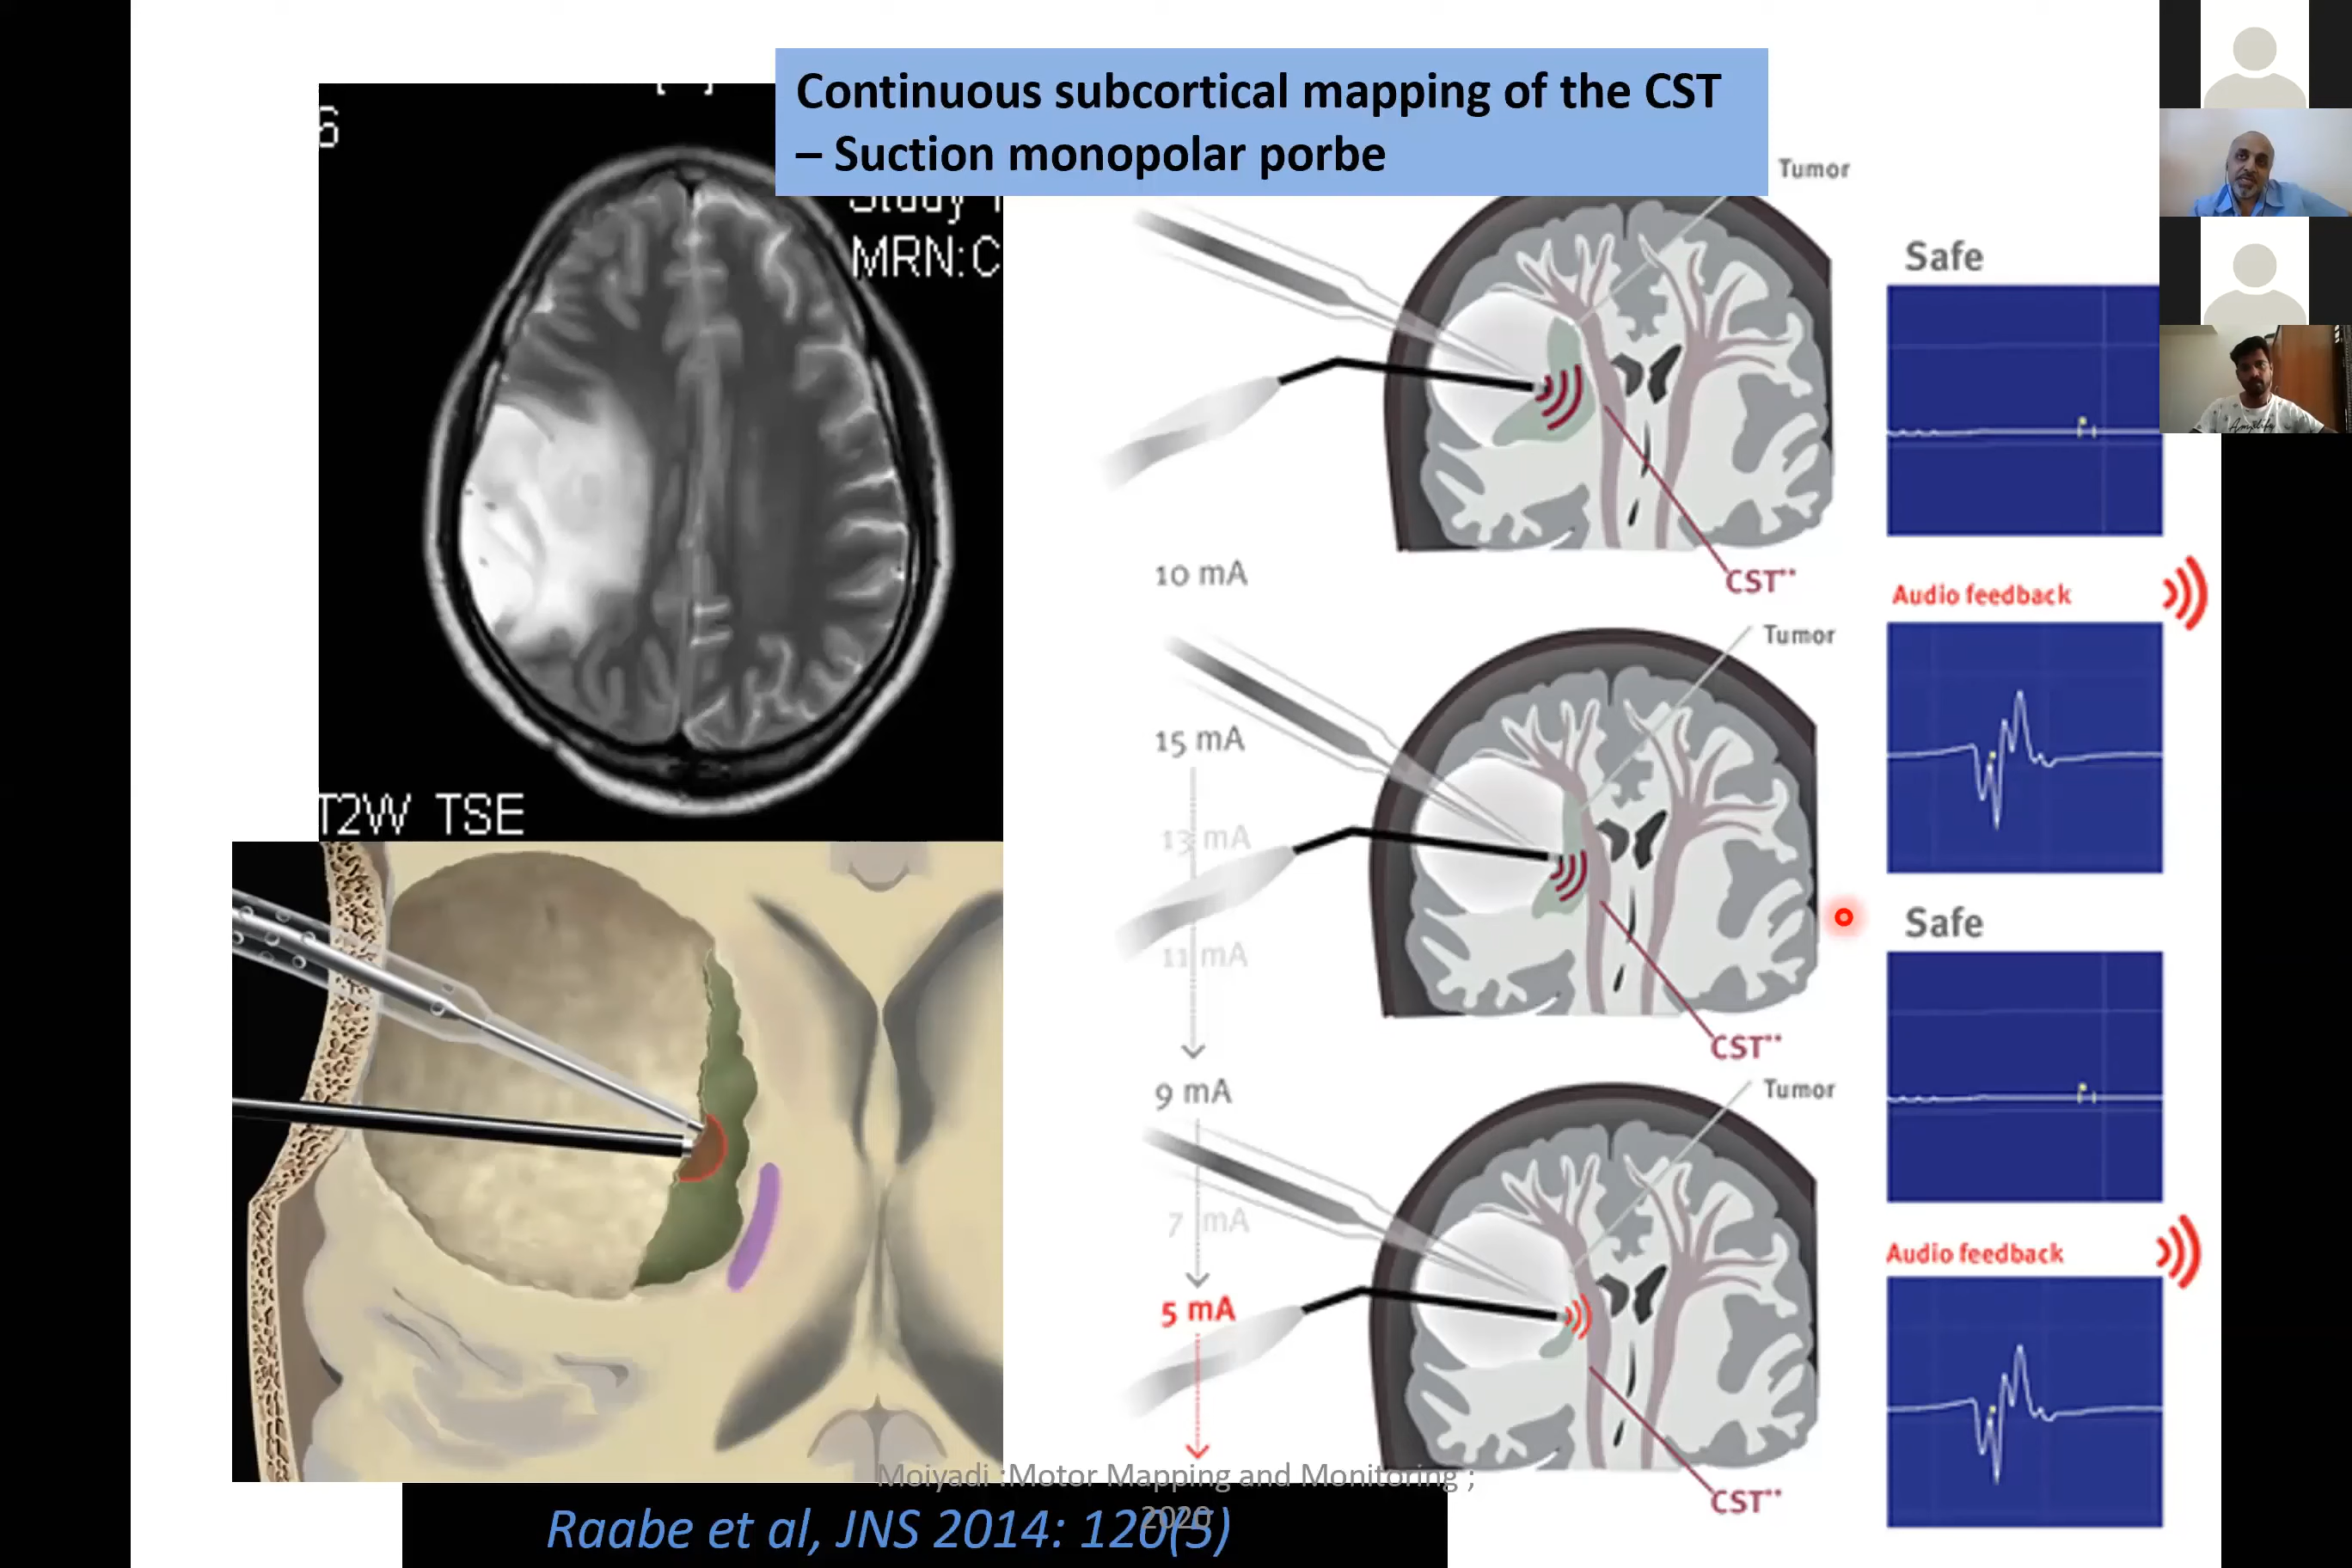 Continuous subcortical mapping of the CST
– Suction monopolar porbe
MRN:C
T2W TSE
Tumor
Safe
10 mA
CST**
Audio feedback
Tumor
15 mA
13 mA
11 mA
CST**
Safe
9 mA
Tumor
7 mA
Audio feedback
5 mA
CST**
Moiyadi :Motor Mapping and Monitoring ;
2020
Raabe et al, JNS 2014: 120(5)